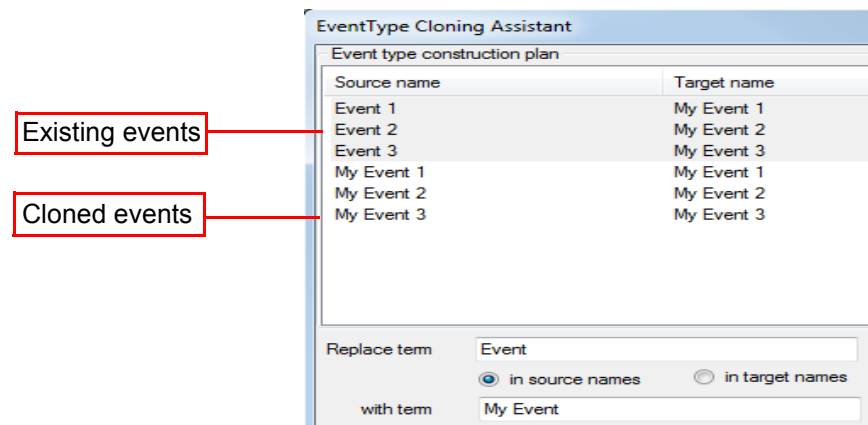 EventType Cloning Assistant
Event type construction plan
Source name Target name
Event 1 My Event 1
Event 2 My Event 2
Event 3 My Event 3
My Event 1 My Event 1
My Event 2 My Event 2
My Event 3 My Event 3
Existing events
Cloned events
Replace term Event
in source names in target names
with term My Event